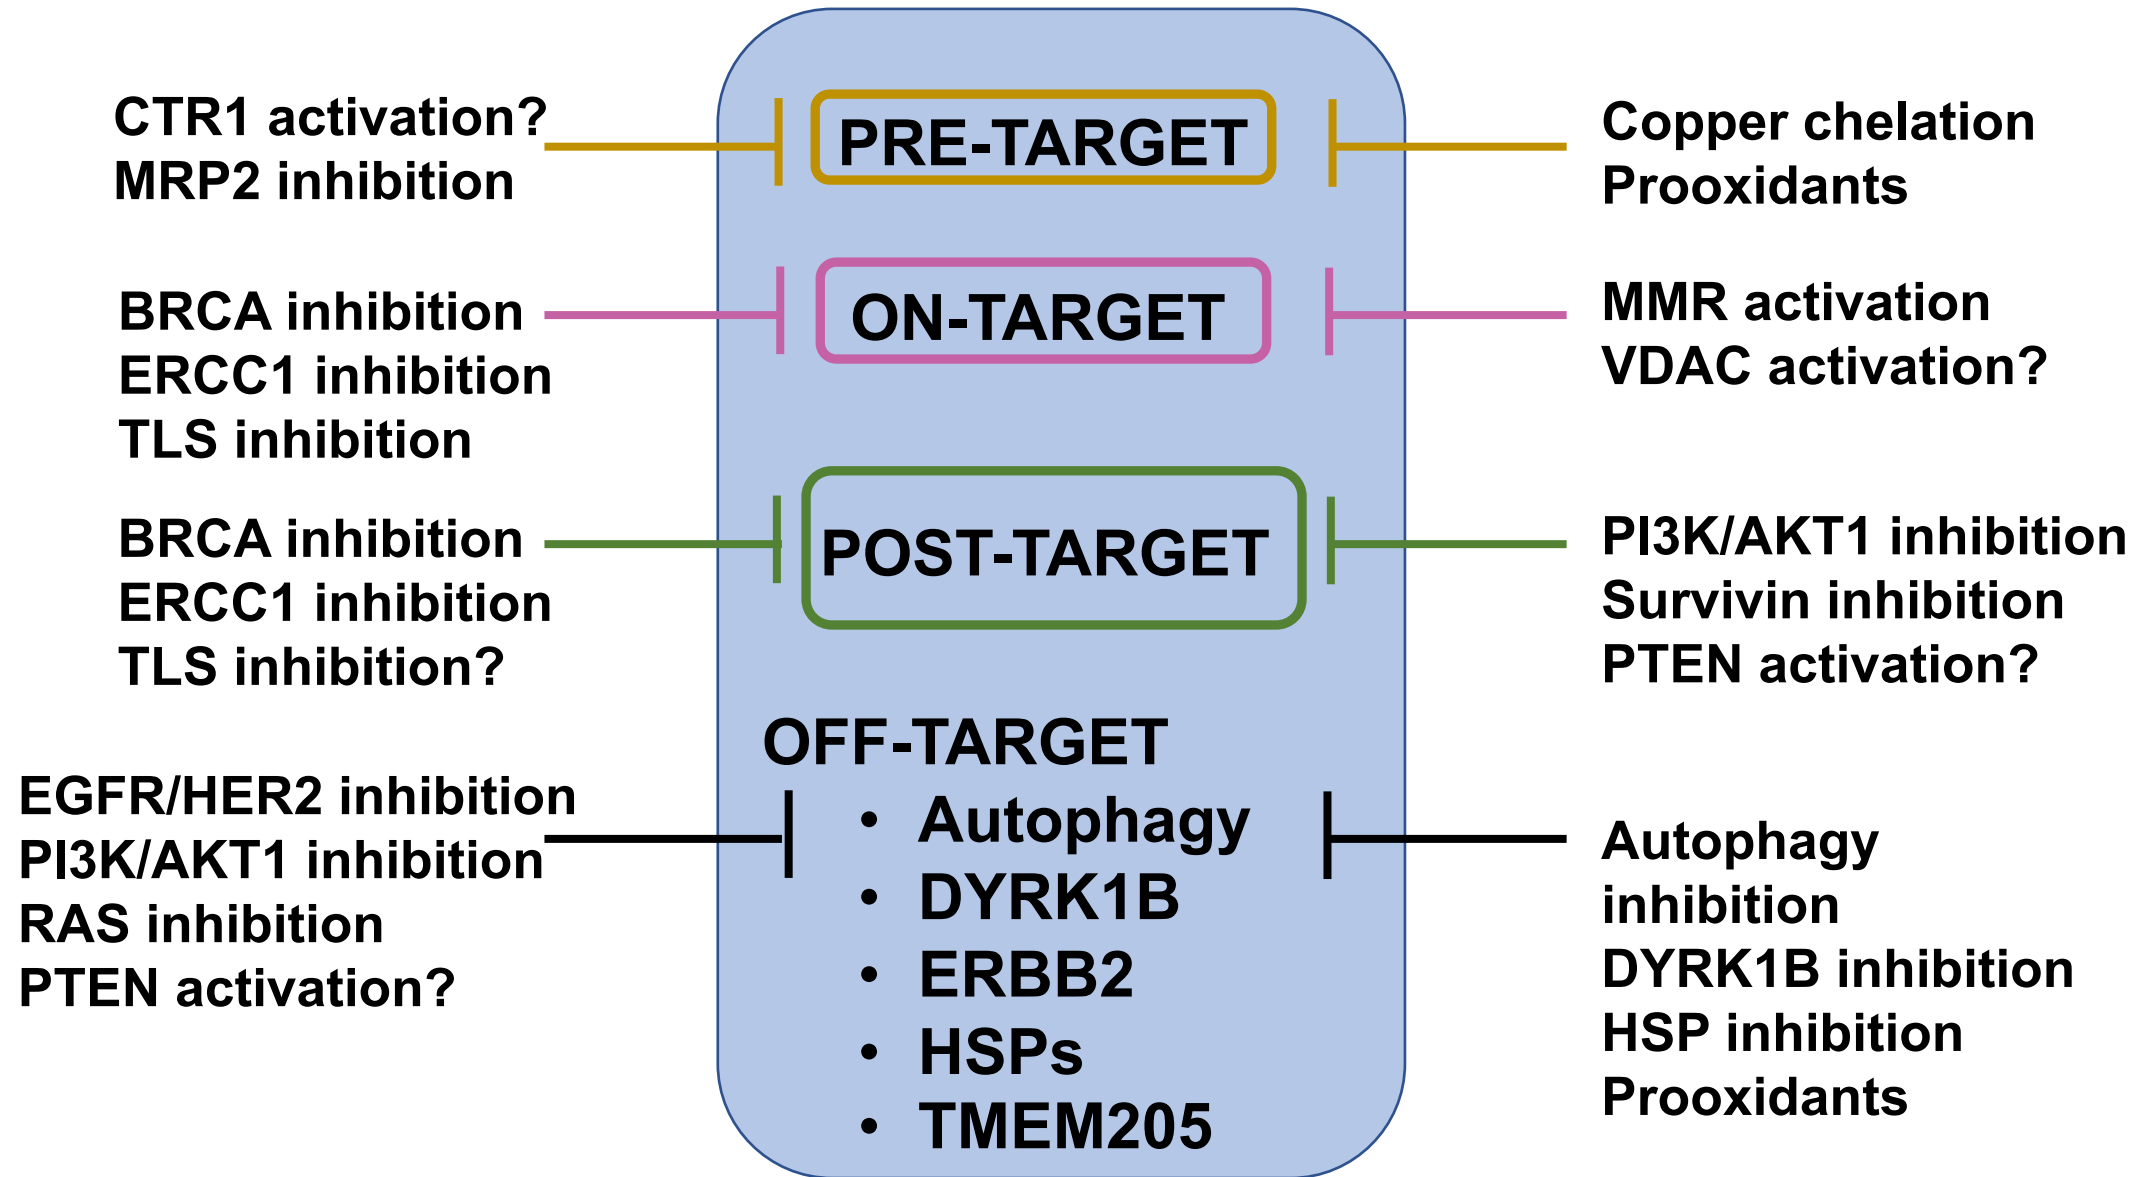 CTR1 activation?
MRP2 inhibition
PRE-TARGET
Copper chelation
Prooxidants
BRCA inhibition
ERCC1 inhibition
TLS inhibition
ON-TARGET
MMR activation
VDAC activation?
BRCA inhibition
ERCC1 inhibition
TLS inhibition?
POST-TARGET
PI3K/AKT1 inhibition
Survivin inhibition
PTEN activation?
EGFR/HER2 inhibition
PI3K/AKT1 inhibition
RAS inhibition
PTEN activation?
OFF-TARGET
• Autophagy
• DYRK1B
• ERBB2
• HSPs
• TMEM205
Autophagy
inhibition
DYRK1B inhibition
HSP inhibition
Prooxidants